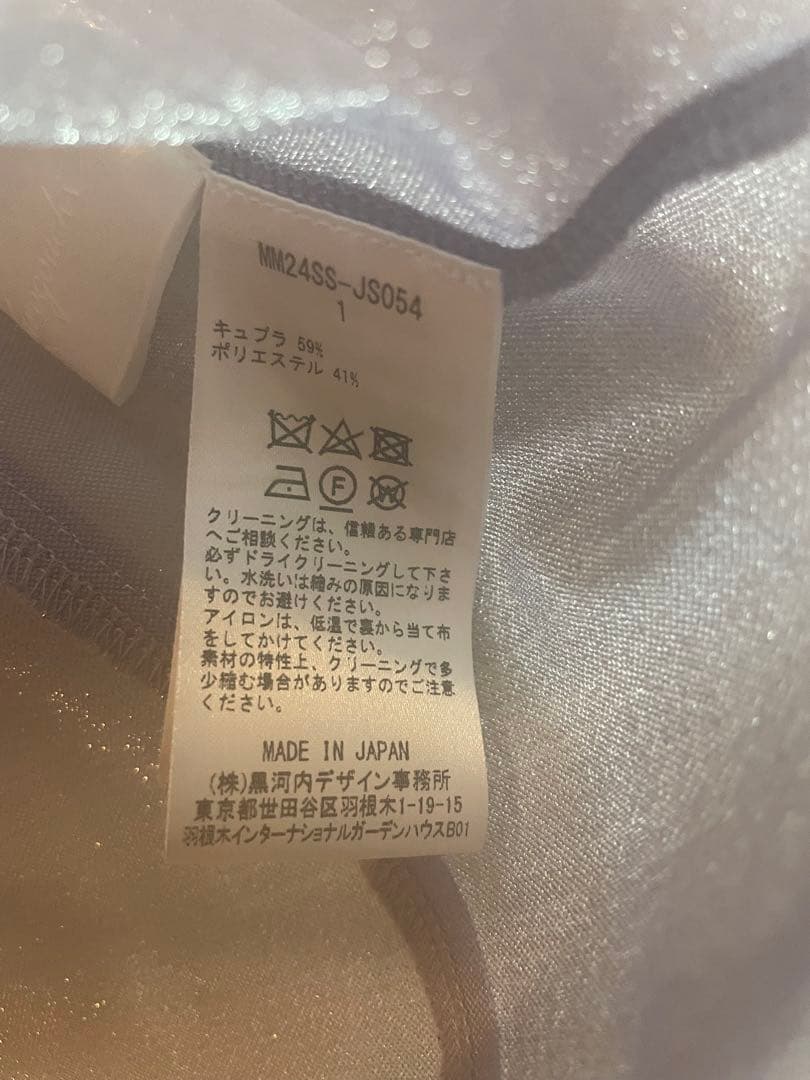 MM24SS-JS054
1
キュプラ 59%
ポリエステル 41%
F
W
クリーニングは、信頼ある専門店
へご相談ください。
必ずドライクリーニングして下さ
い。水洗いは縮みの原因になりま
すのでお避けください。
アイロンは、低温で裏から当て布
をしてかけてください。
素材の特性上、クリーニングで多
少縮む場合がありますのでご注意
ください。
MADE IN JAPAN
(株)黒河内デザイン事務所
東京都世田谷区羽根木1-19-15
羽根木インターナショナルガーデンハウスB01